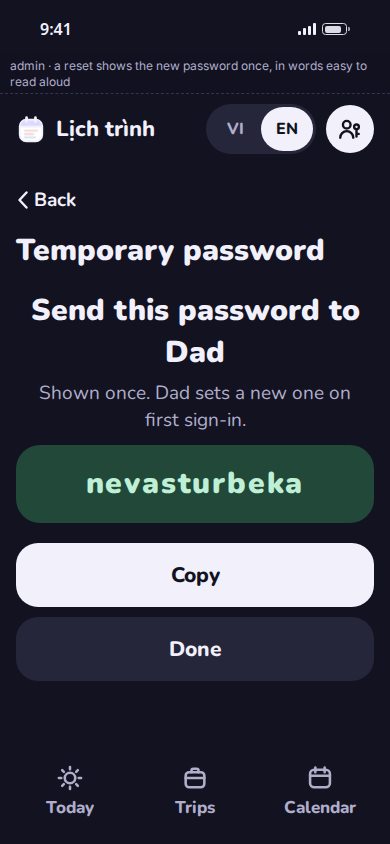 9:41
admin · a reset shows the new password once, in words easy to
read aloud
Lịch trình
VI
EN
Back
Temporary password
Send this password to
Dad
Shown once. Dad sets a new one on
first sign-in.
nevasturbeka
Copy
Done
Today
Trips
Calendar